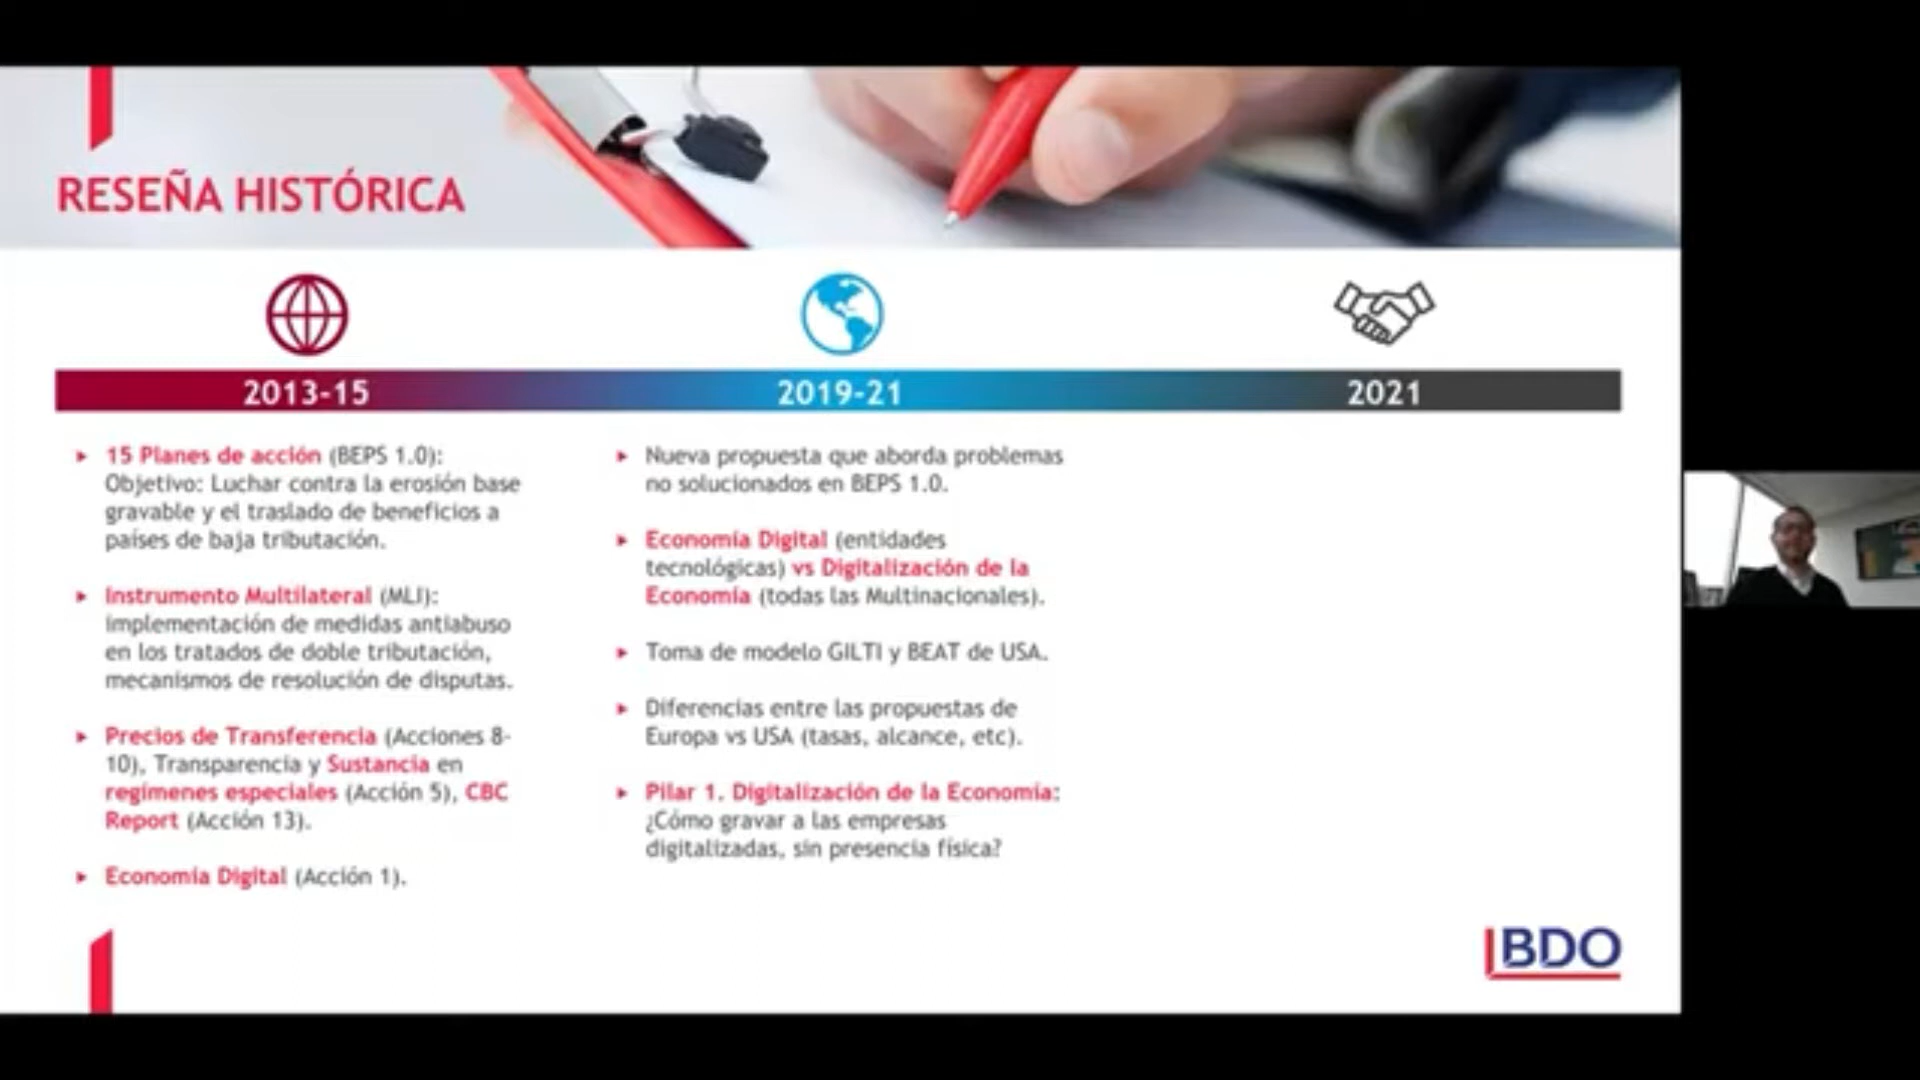 RESEÑA HISTÓRICA
2013-15
2019-21
2021
15 Planes de acción (BEPS 1.0):
Objetivo: Luchar contra la erosión base
gravable y el traslado de beneficios a
países de baja tributación.
Instrumento Multilateral (MLI):
implementación de medidas antiabuso
en los tratados de doble tributación,
mecanismos de resolución de disputas.
Precios de Transferencia (Acciones 8-
10), Transparencia y Sustancia en
regímenes especiales (Acción 5), CBC
Report (Acción 13).
Economía Digital (Acción 1).
Nueva propuesta que aborda problemas
no solucionados en BEPS 1.0.
Economía Digital (entidades
tecnológicas) vs Digitalización de la
Economía (todas las Multinacionales).
Toma de modelo GILTI y BEAT de USA.
Diferencias entre las propuestas de
Europa vs USA (tasas, alcance, etc).
Pilar 1. Digitalización de la Economía:
¿Cómo gravar a las empresas
digitalizadas, sin presencia física?
BDO